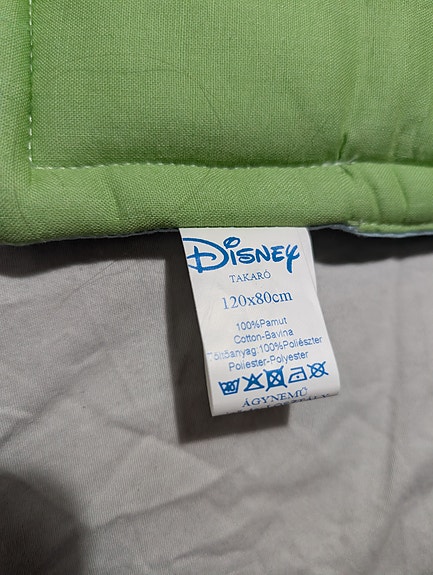 Disney
TAKARÓ
120x80cm
100%Pamut
Cotton-Bavlna
Töltőanyag:100%Poliészter
Poliester-Polyester
ÁGYNEMŰ